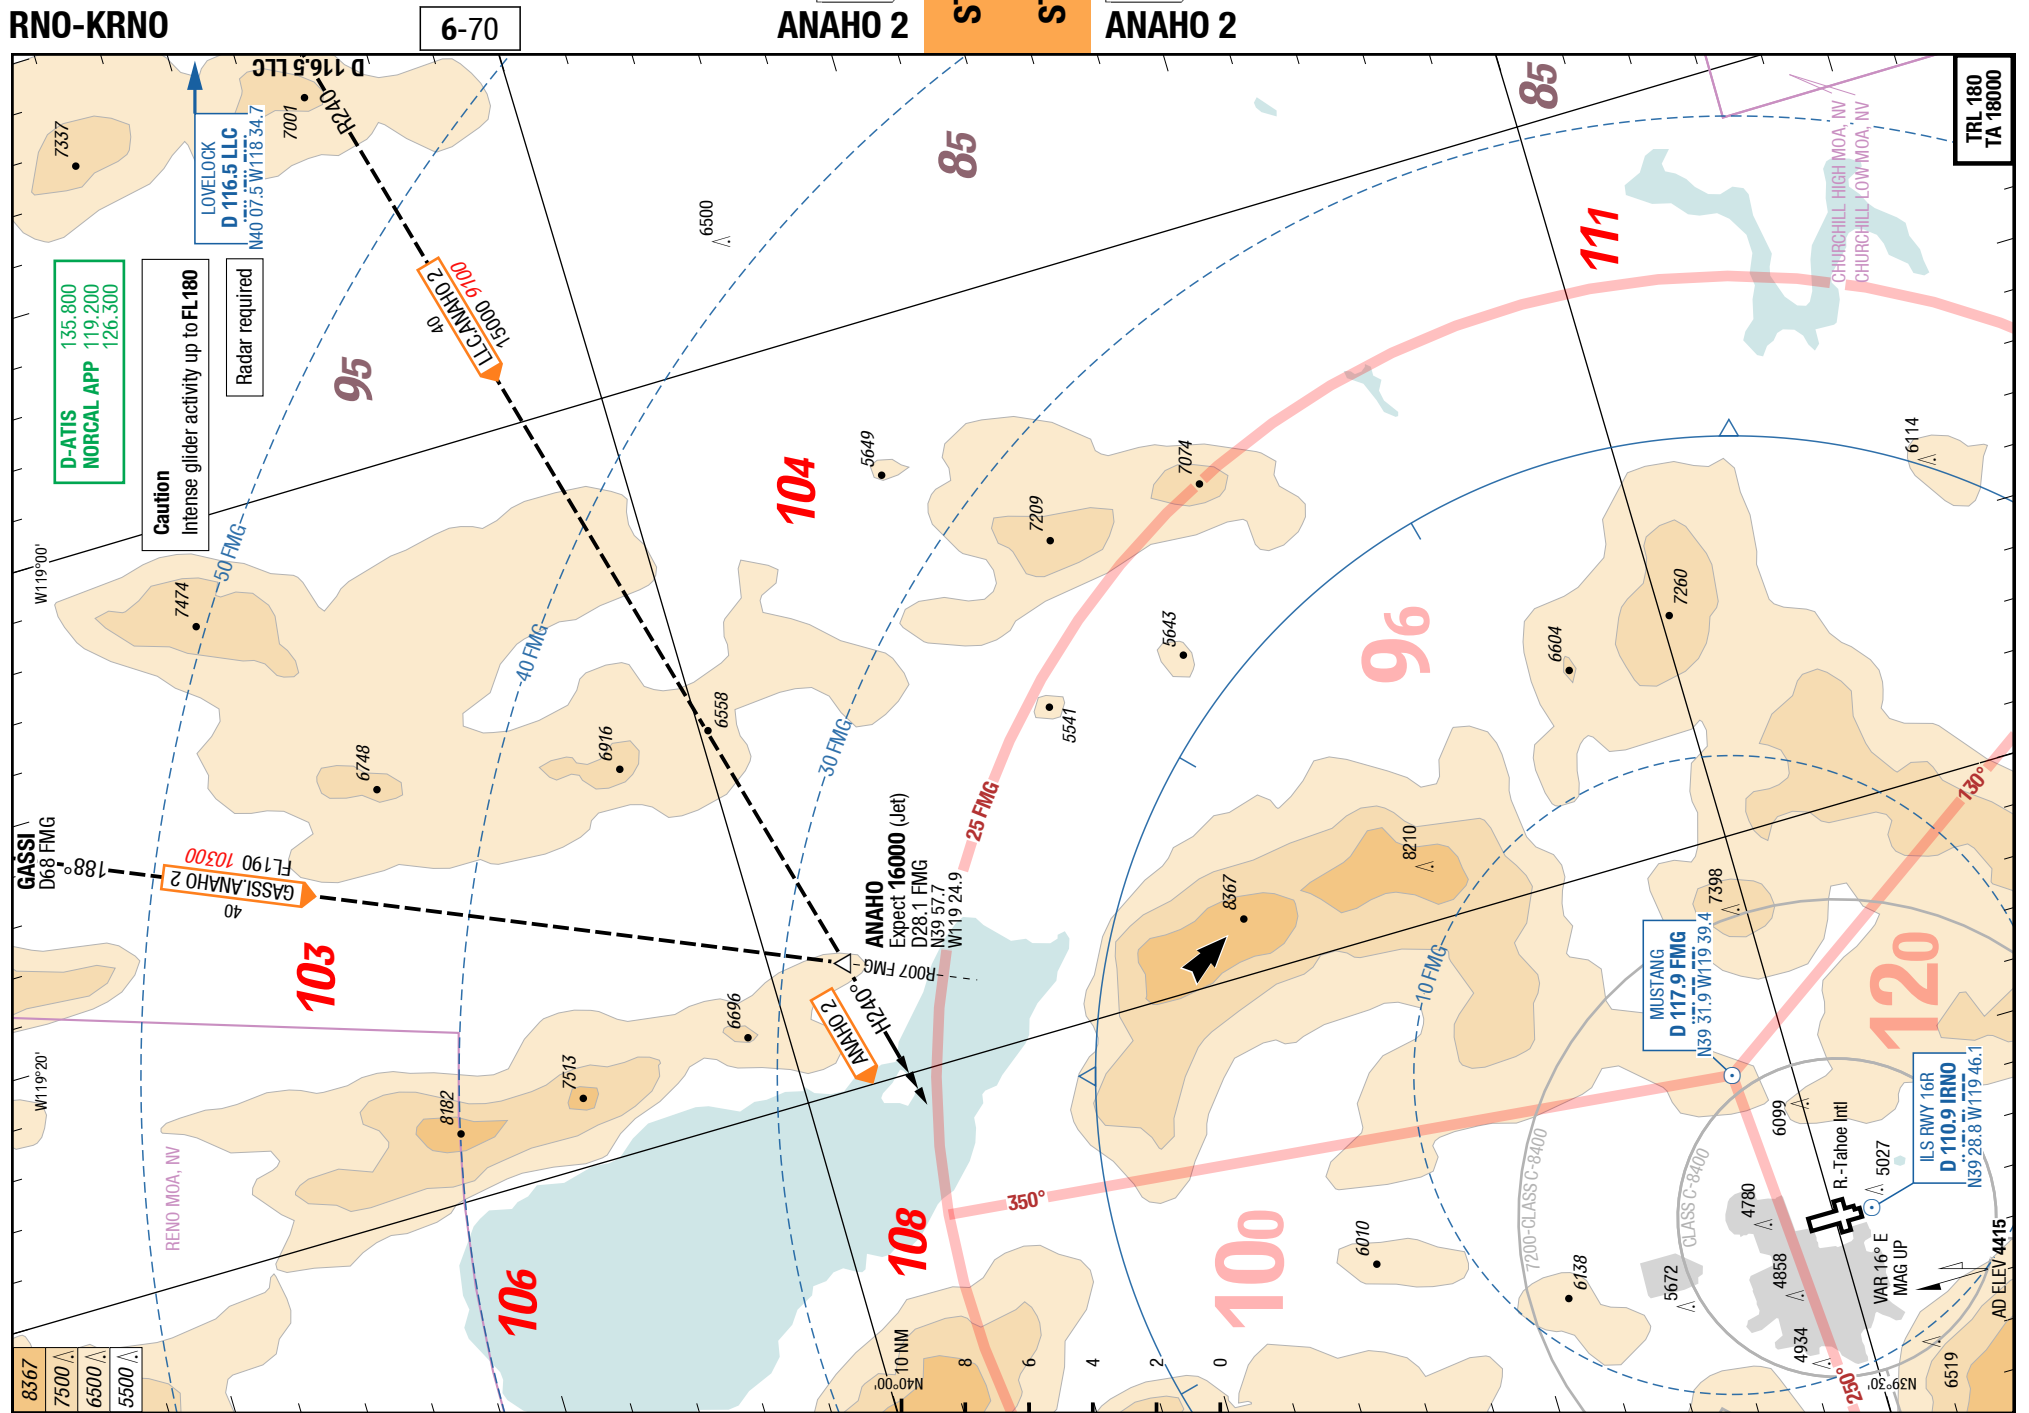 RNO-KRNO
6-70
ANAHO 2
ST
ST
ANAHO 2
D 116.5 LLC
R240°
7337
7001
LOVELOCK
D 116.5 LLC
N40 07.5 W118 34.7
D-ATIS 135.800
NORCAL APP 119.200
126.300
Caution
Intense glider activity up to FL180
Radar required
LLC.ANAHO 2
15000 9100
40
6500
85
85
95
TRL 180
TA 18000
CHURCHILL HIGH MOA, NV
CHURCHILL LOW MOA, NV
111
104
5649
7209
7074
6114
W119°00'
50 FMG
7474
40 FMG
6748
6916
6558
30 FMG
5643
5541
96
6604
7260
25 FMG
GASSI
D68 FMG
188°
GASSI.ANAHO 2
FL190 10300
40
ANAHO
Expect 16000 (Jet)
D28.1 FMG
N39 57.7
W119 24.9
R007 FMG
H240°
ANAHO 2
103
6696
8367
8210
7398
130°
10 FMG
MUSTANG
D 117.9 FMG
N39 31.9 W119 39.4
120
W119°20'
7513
8182
RENO MOA, NV
106
108
350°
100
6010
6138
7200-CLASS C-8400
CLASS C-8400
6099
R.-Tahoe Intl
5027
ILS RWY 16R
D 110.9 IRNO
N39 28.8 W119 46.1
4780
5672
4858
4934
VAR 16° E
MAG UP
AD ELEV 4415
6519
250°
N39°30'
N40°00'
10 NM
8
6
4
2
0
8367
7500
6500
5500